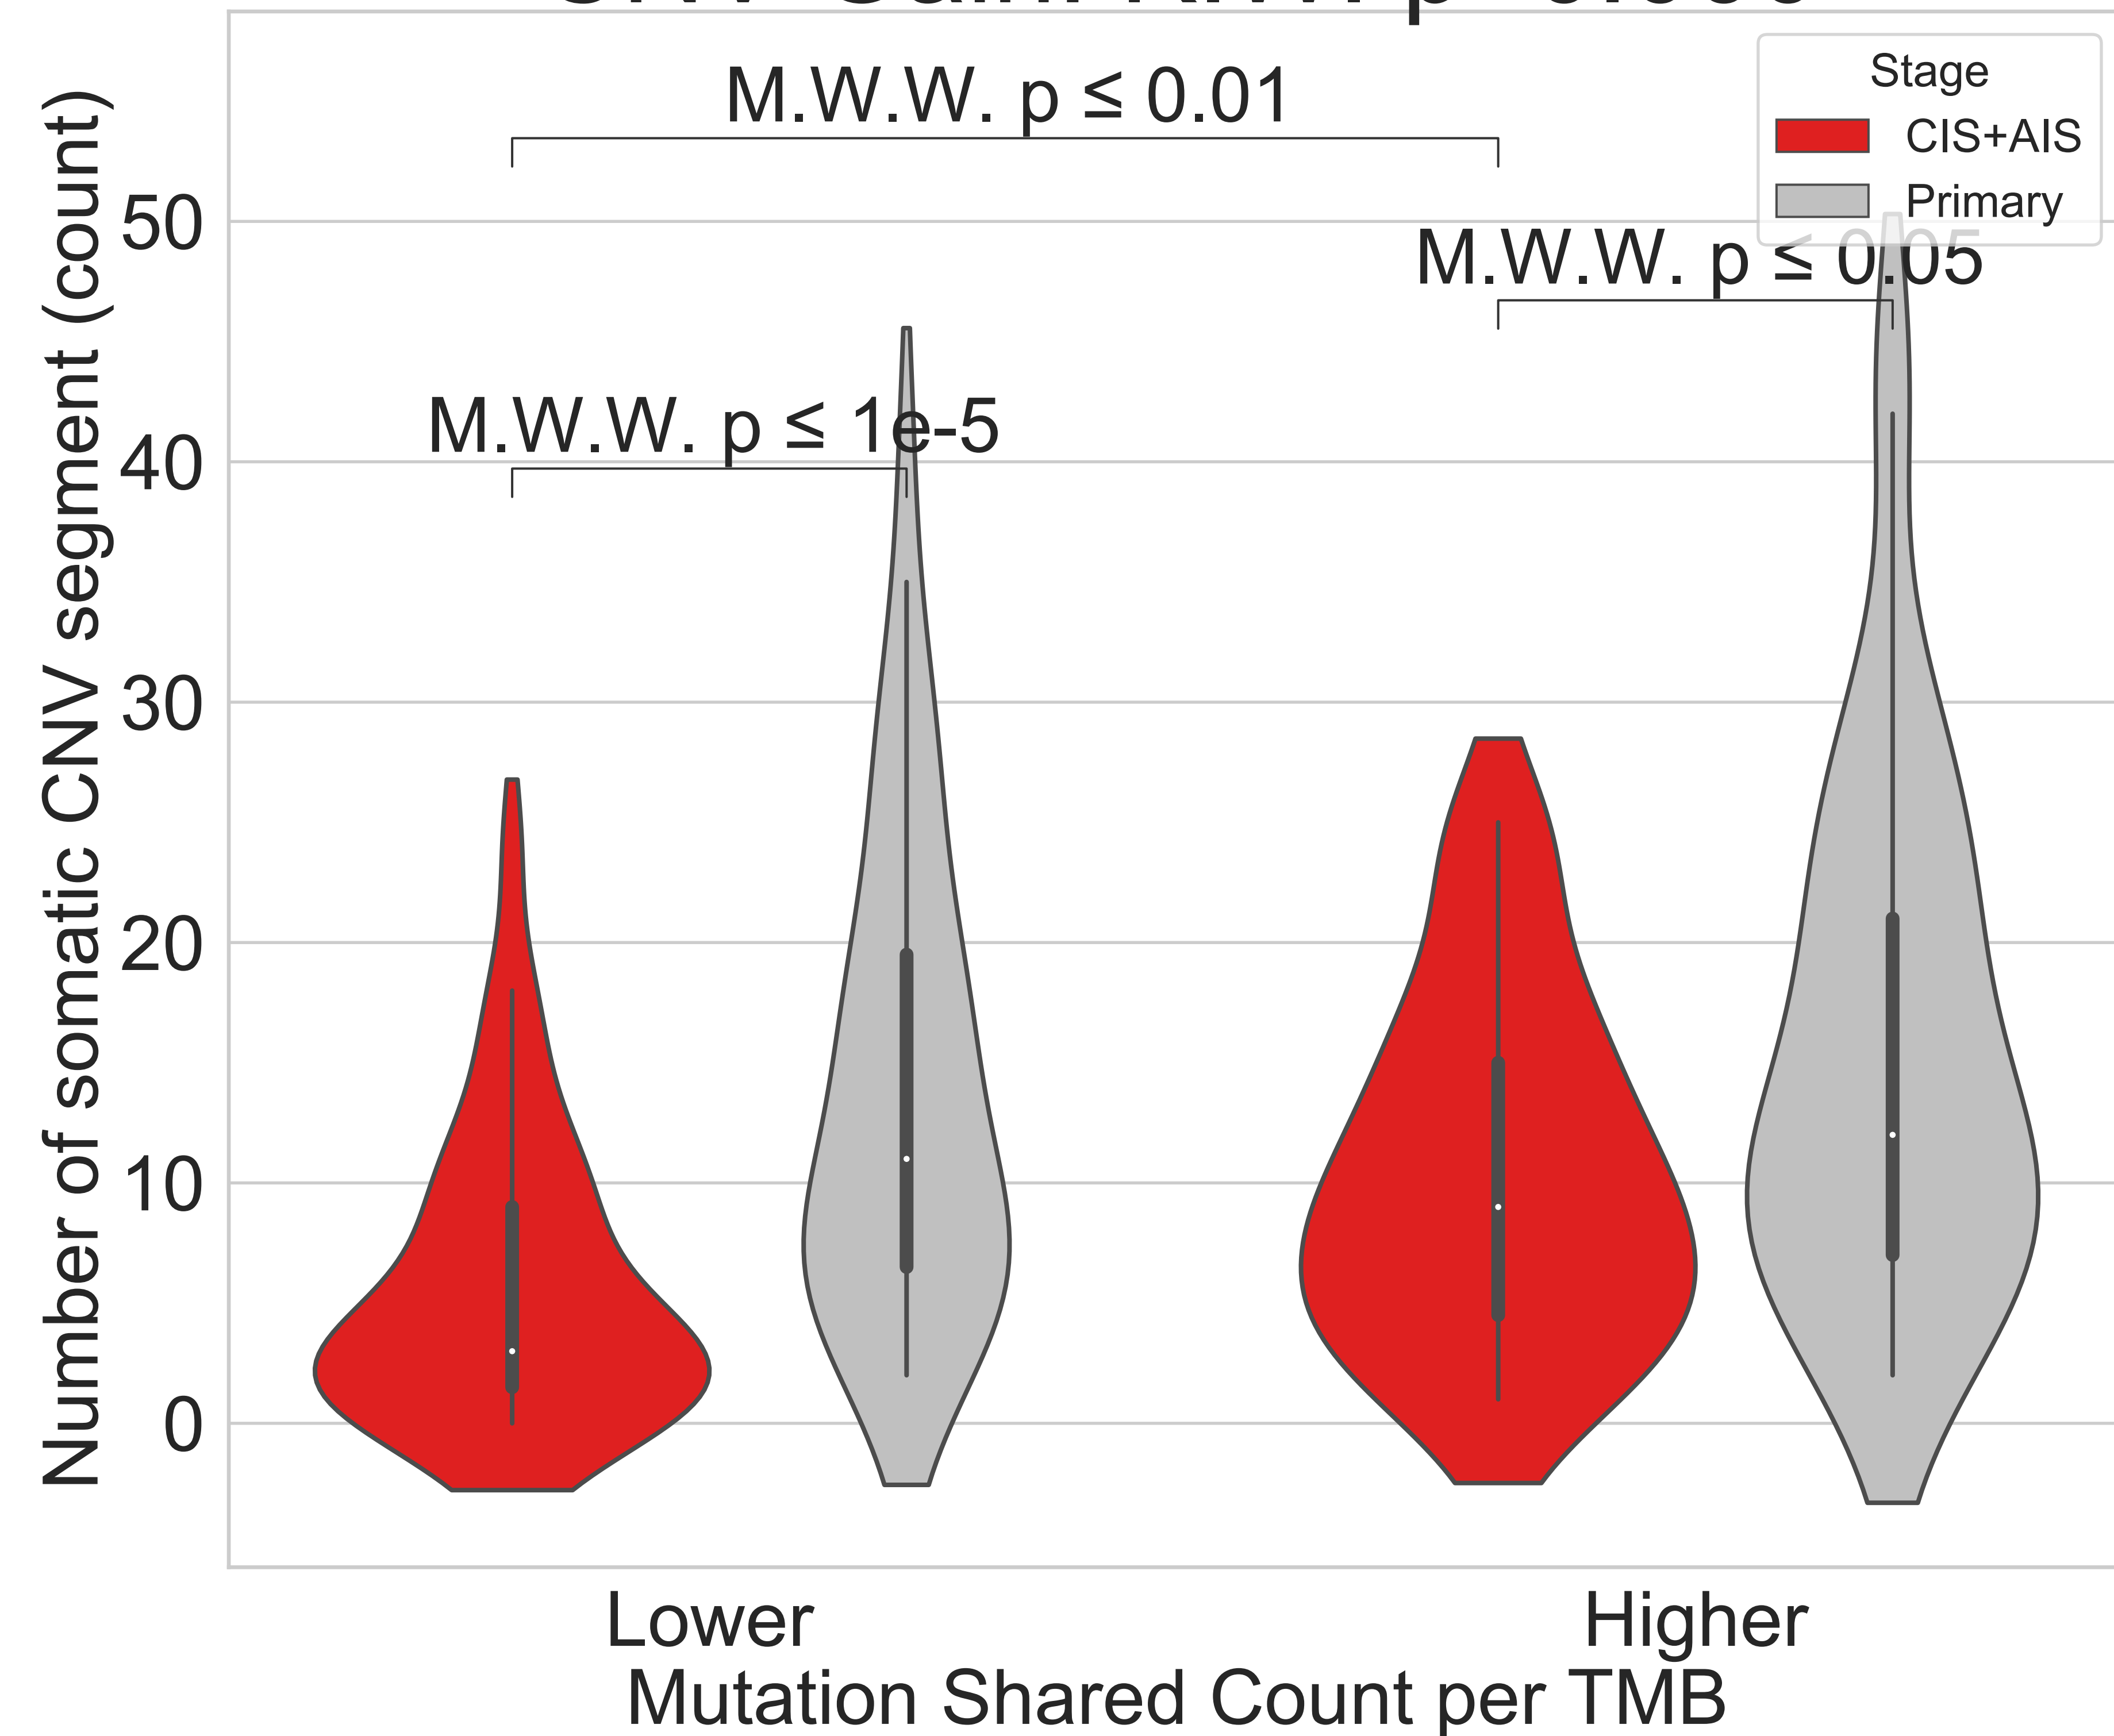 M.W.W. p ≤ 0.01
Stage
CIS+AIS
Primary
M.W.W. p ≤ 0.05
M.W.W. p ≤ 1e-5
Number of somatic CNV segment (count)
50
40
30
20
10
0
Lower
Higher
Mutation Shared Count per TMB